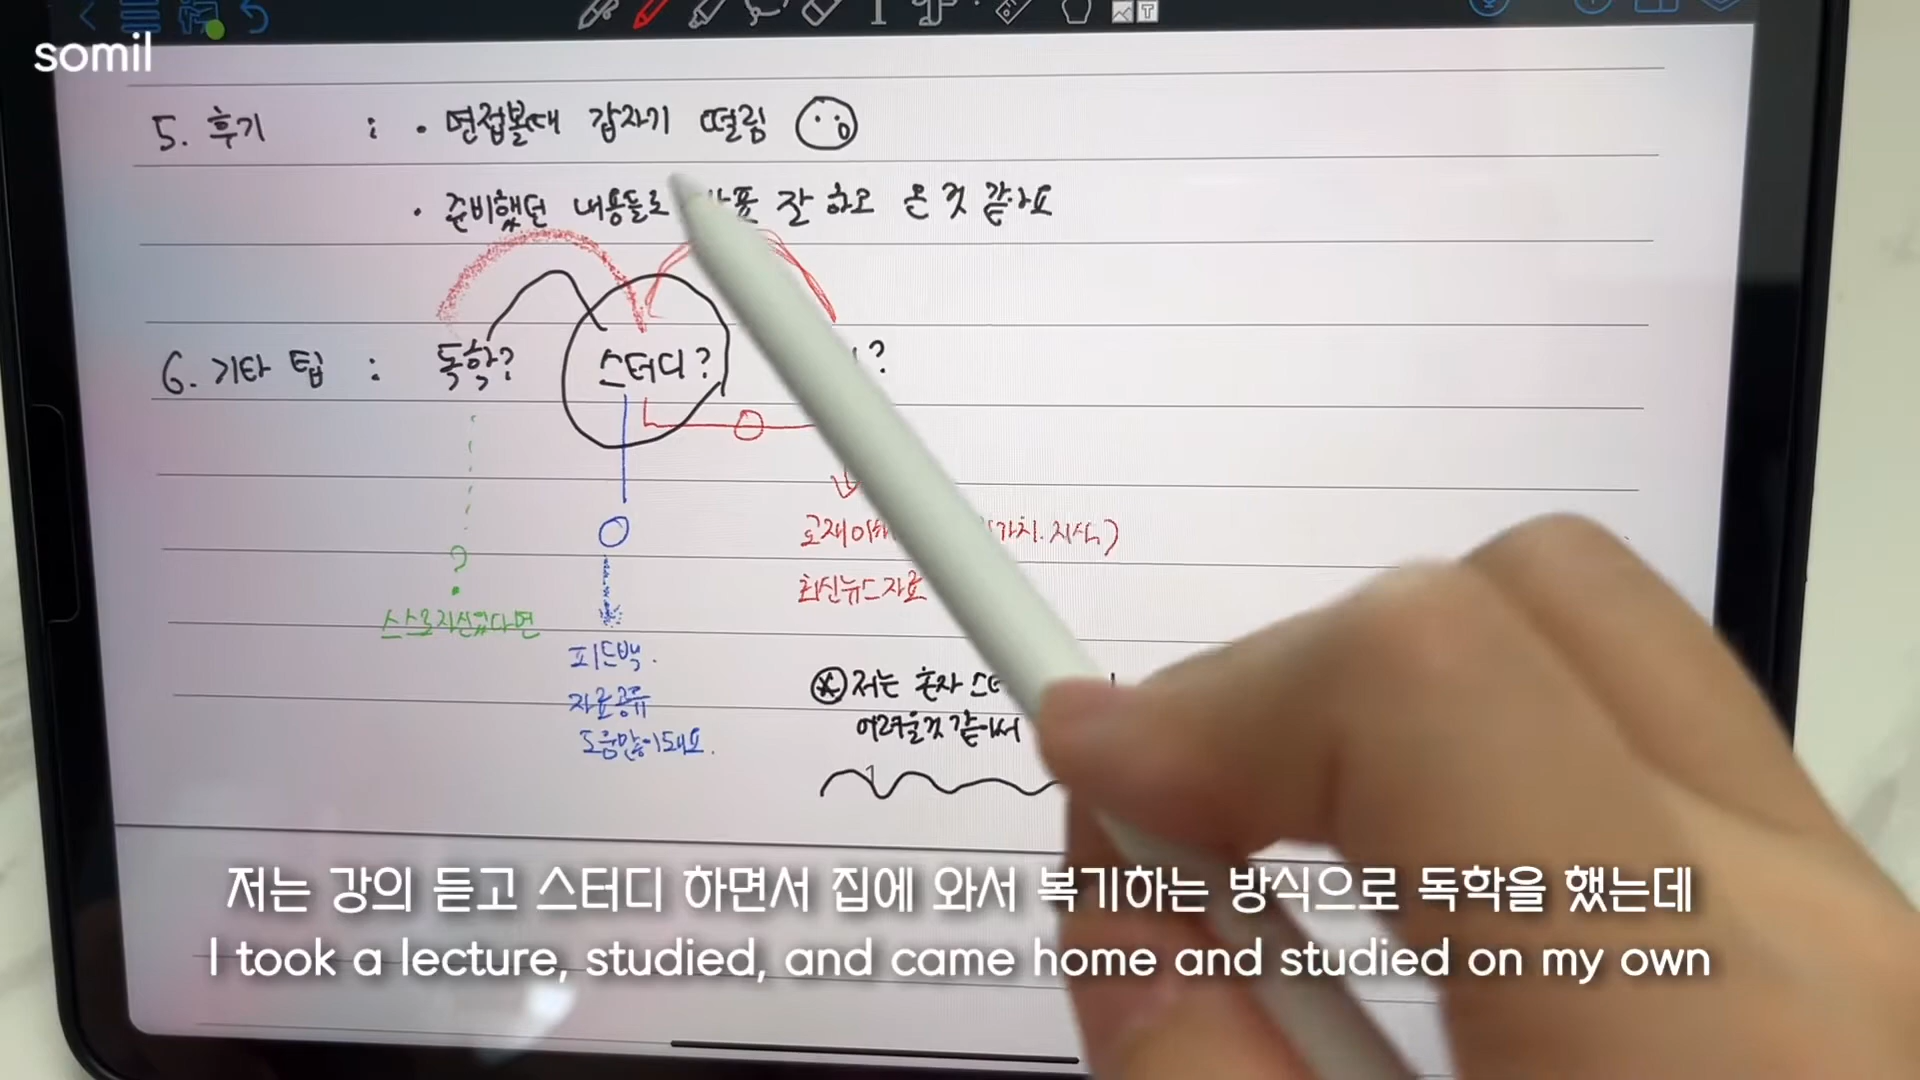 somil
T
5. 후기 : • 면접볼때 갑자기 떨림
• 준비했던 내용들로 잘 하고 온 것 같아요
6. 기타 팁 : 독학? 스터디? ?
가치.지식)
최신뉴스자료
스스로자신있다면
피드백.
자료공유
도움많이돼요.
저는 혼자
어려울것 같아서
저는 강의 듣고 스터디 하면서 집에 와서 복기하는 방식으로 독학을 했는데
I took a lecture, studied, and came home and studied on my own